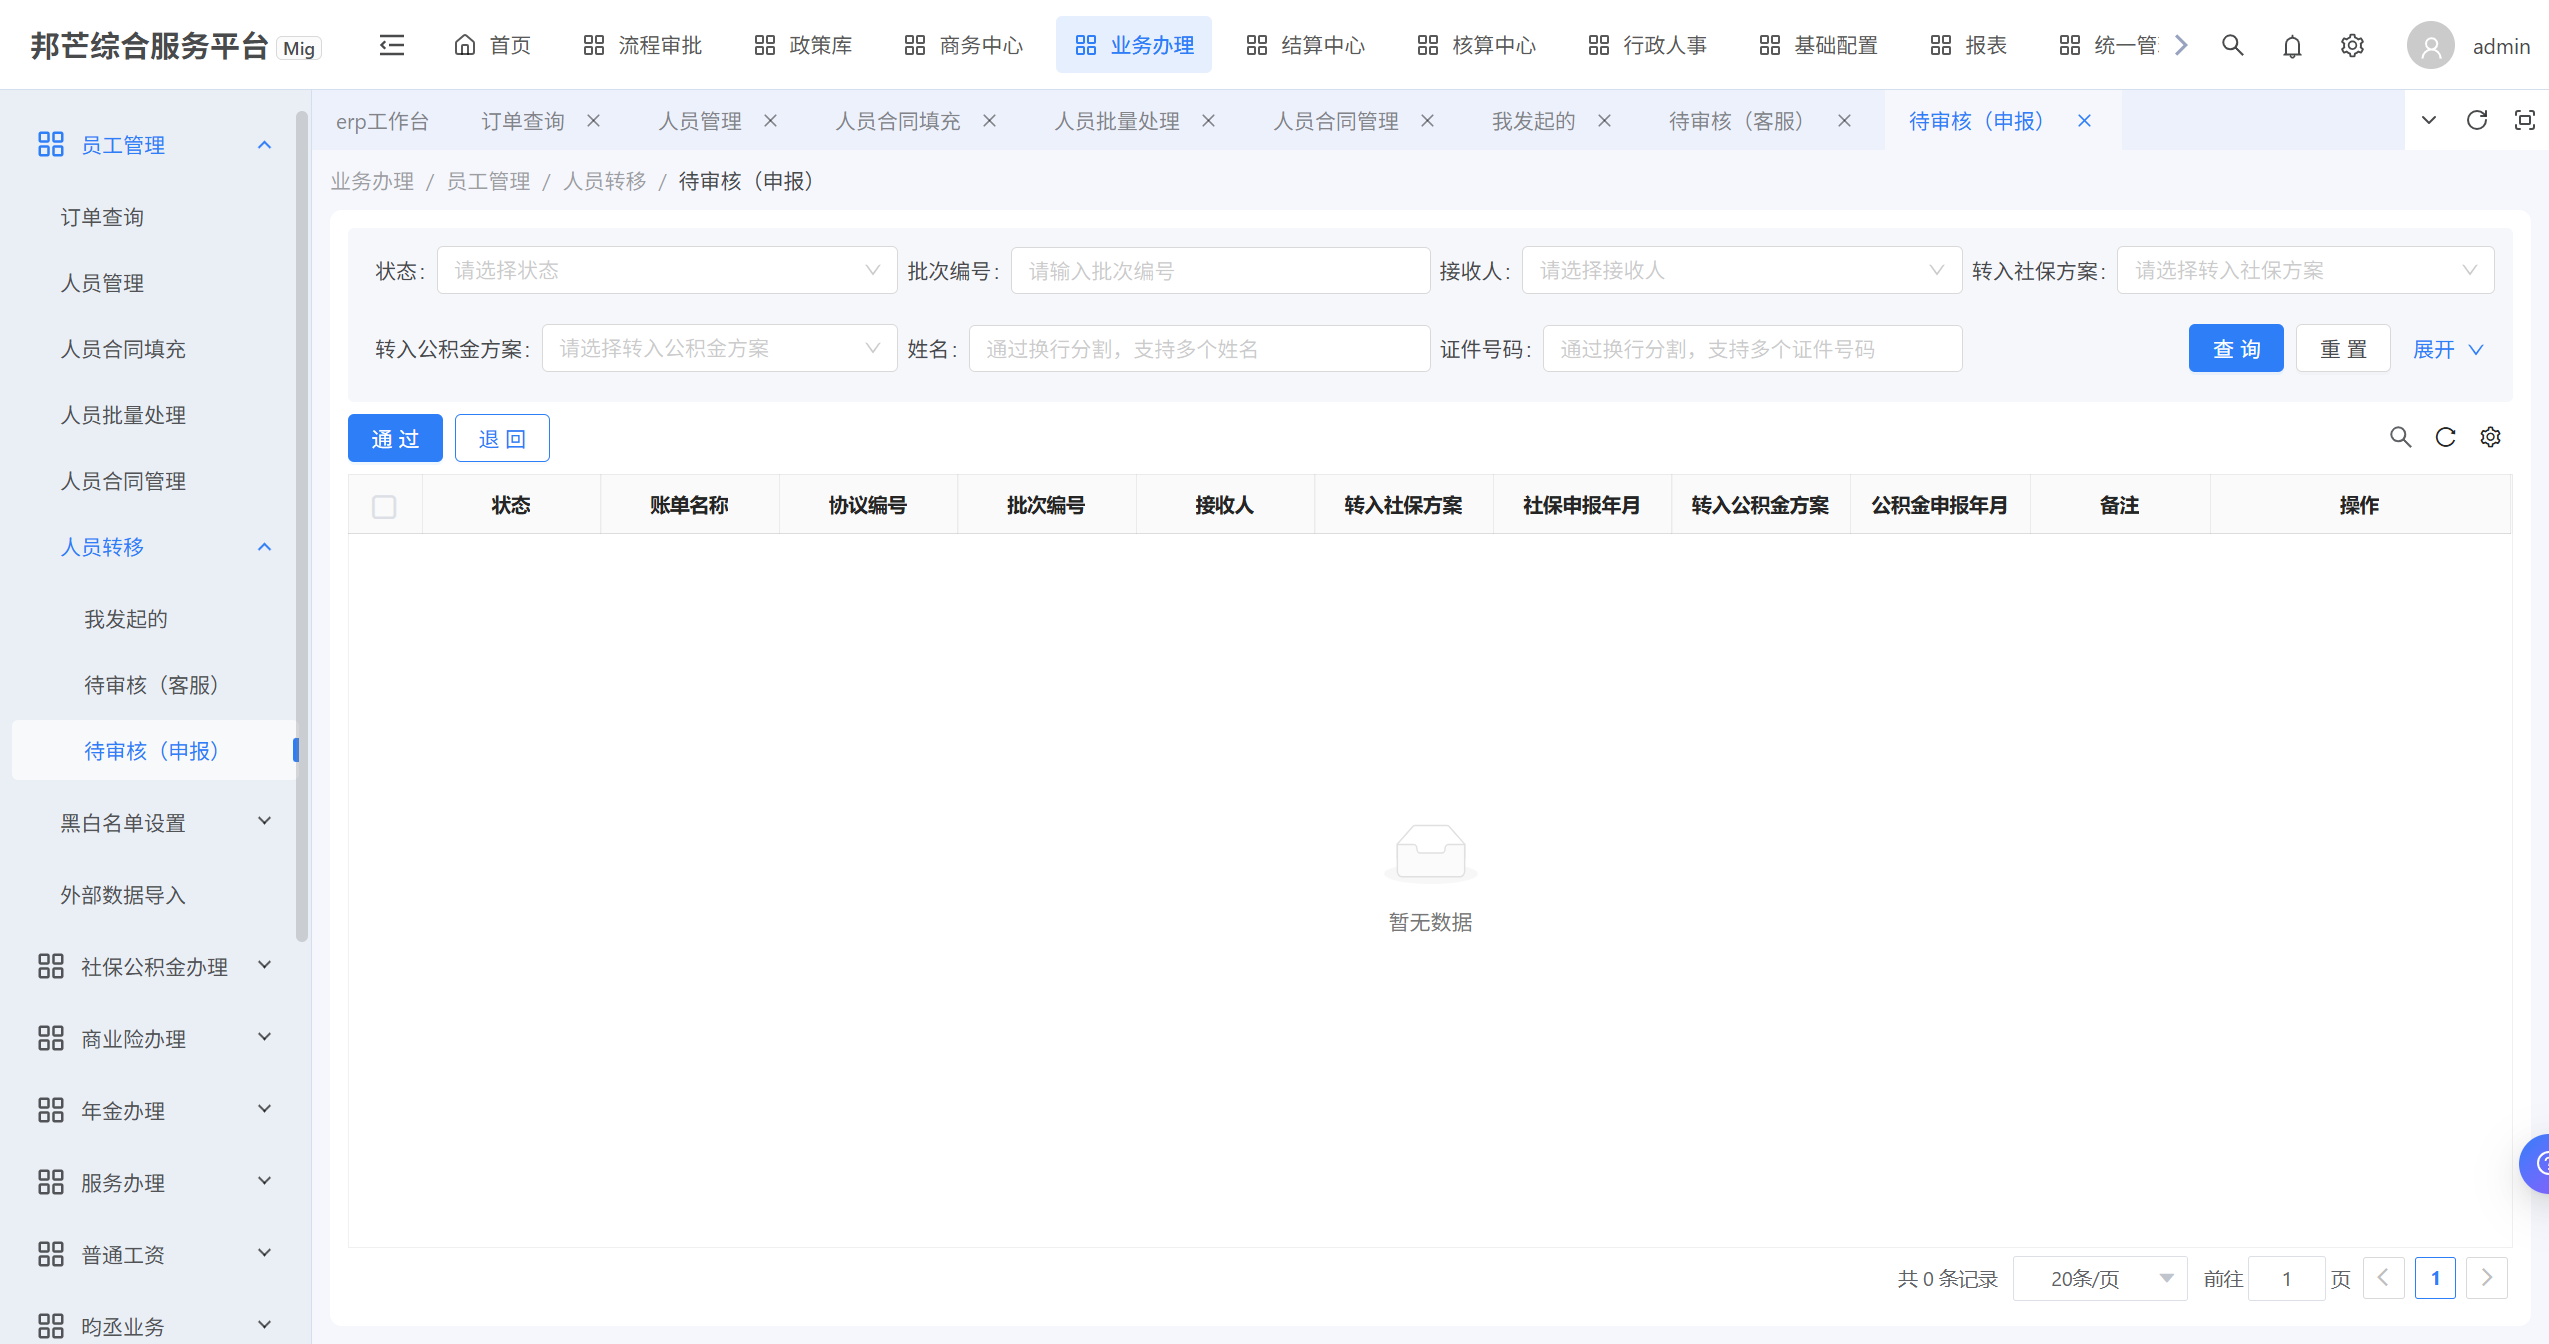 邦芒综合服务平台 Mig
首页 流程审批 政策库 商务中心 业务办理 结算中心 核算中心 行政人事 基础配置 报表 统一管 admin
erp工作台 订单查询 人员管理 人员合同填充 人员批量处理 人员合同管理 我发起的 待审核（客服） 待审核（申报）
业务办理 / 员工管理 / 人员转移 / 待审核（申报）
员工管理
订单查询
人员管理
人员合同填充
人员批量处理
人员合同管理
人员转移
我发起的
待审核（客服）
待审核（申报）
黑白名单设置
外部数据导入
社保公积金办理
商业险办理
年金办理
服务办理
普通工资
昀丞业务
状态: 请选择状态 批次编号: 请输入批次编号 接收人: 请选择接收人 转入社保方案: 请选择转入社保方案
转入公积金方案: 请选择转入公积金方案 姓名: 通过换行分割，支持多个姓名 证件号码: 通过换行分割，支持多个证件号码 查 询 重 置 展开
通 过 退 回
状态 账单名称 协议编号 批次编号 接收人 转入社保方案 社保申报年月 转入公积金方案 公积金申报年月 备注 操作
暂无数据
共 0 条记录 20条/页 前往 1 页 1